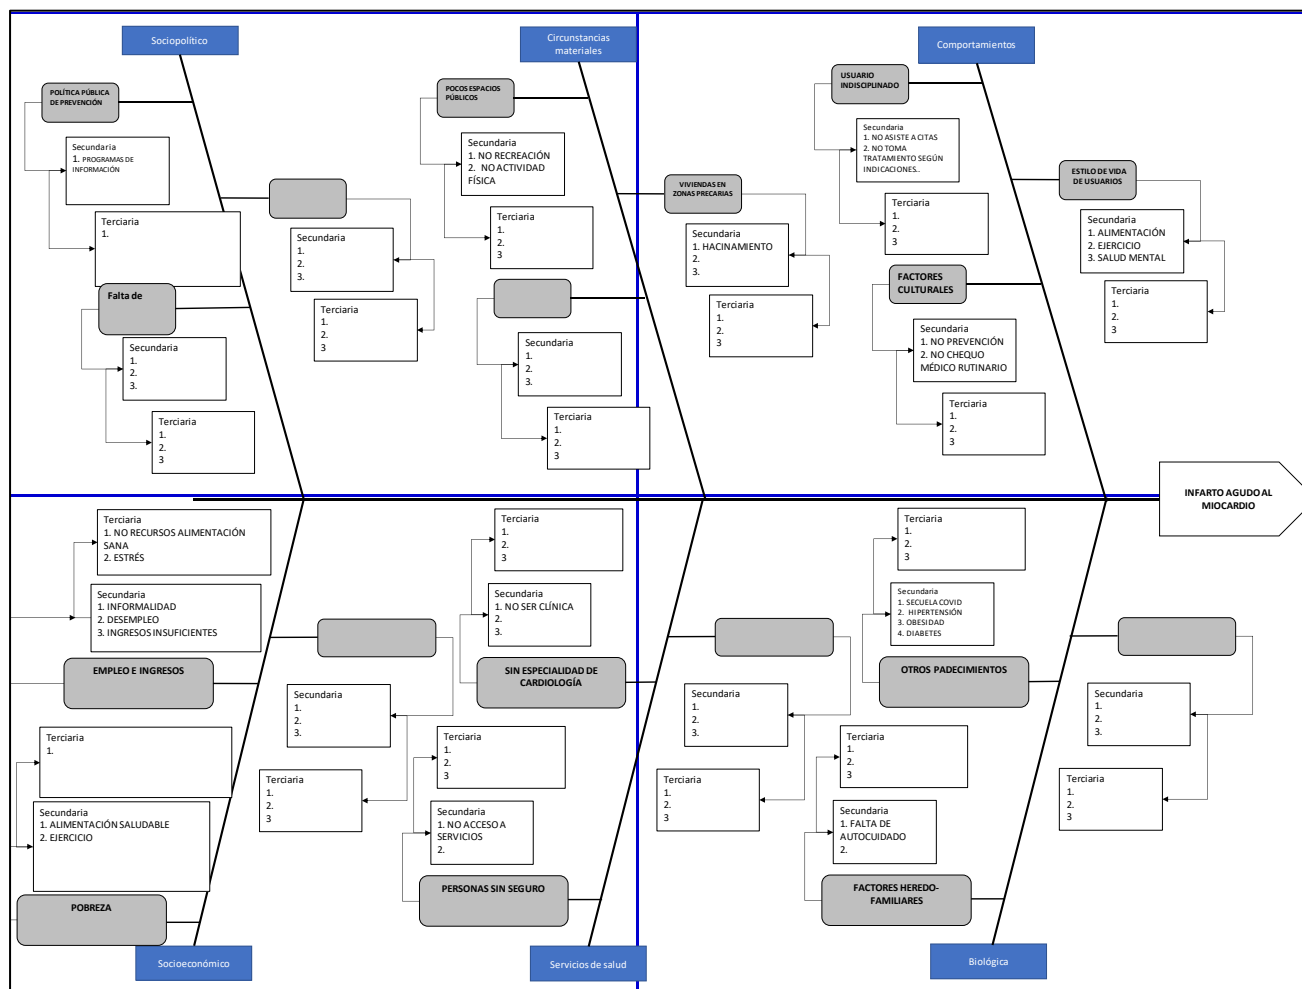 Sociopolítico
Circunstancias
materiales
Comportamientos
POLÍTICA PÚBLICA
DE PREVENCIÓN
Secundaria
1. PROGRAMAS DE
INFORMACIÓN
Terciaria
1.
Secundaria
1.
2.
3.
Terciaria
1.
2.
3
Falta de
Secundaria
1.
2.
3.
Terciaria
1.
2.
3
POCOS ESPACIOS
PÚBLICOS
Secundaria
1. NO RECREACIÓN
2. NO ACTIVIDAD
FÍSICA
Terciaria
1.
2.
3
VIVIENDAS EN
ZONAS PRECARIAS
Secundaria
1. HACINAMIENTO
2.
3.
Terciaria
1.
2.
3
Secundaria
1.
2.
3.
Terciaria
1.
2.
3
USUARIO
INDISCIPLINADO
Secundaria
1. NO ASISTE A CITAS
2. NO TOMA
TRATAMIENTO SEGÚN
INDICACIONES..
Terciaria
1.
2.
3
ESTILO DE VIDA
DE USUARIOS
Secundaria
1. ALIMENTACIÓN
2. EJERCICIO
3. SALUD MENTAL
Terciaria
1.
2.
3
FACTORES
CULTURALES
Secundaria
1. NO PREVENCIÓN
2. NO CHEQUO
MÉDICO RUTINARIO
Terciaria
1.
2.
3
INFARTO AGUDO AL
MIOCARDIO
Terciaria
1. NO RECURSOS ALIMENTACIÓN
SANA
2. ESTRÉS
Secundaria
1. INFORMALIDAD
2. DESEMPLEO
3. INGRESOS INSUFICIENTES
EMPLEO E INGRESOS
Terciaria
1.
Secundaria
1. ALIMENTACIÓN SALUDABLE
2. EJERCICIO
POBREZA
Secundaria
1.
2.
3.
Terciaria
1.
2.
3
Terciaria
1.
2.
3
Secundaria
1. NO SER CLÍNICA
2.
3.
SIN ESPECIALIDAD DE
CARDIOLOGÍA
Terciaria
1.
2.
3
Secundaria
1. NO ACCESO A
SERVICIOS
2.
PERSONAS SIN SEGURO
Secundaria
1.
2.
3.
Terciaria
1.
2.
3
Terciaria
1.
2.
3
Secundaria
1. SECUELA COVID
2. HIPERTENSIÓN
3. OBESIDAD
4. DIABETES
OTROS PADECIMIENTOS
Terciaria
1.
2.
3
Secundaria
1. FALTA DE
AUTOCUIDADO
2.
FACTORES HEREDO-
FAMILIARES
Secundaria
1.
2.
3.
Terciaria
1.
2.
3
Socioeconómico
Servicios de salud
Biológica